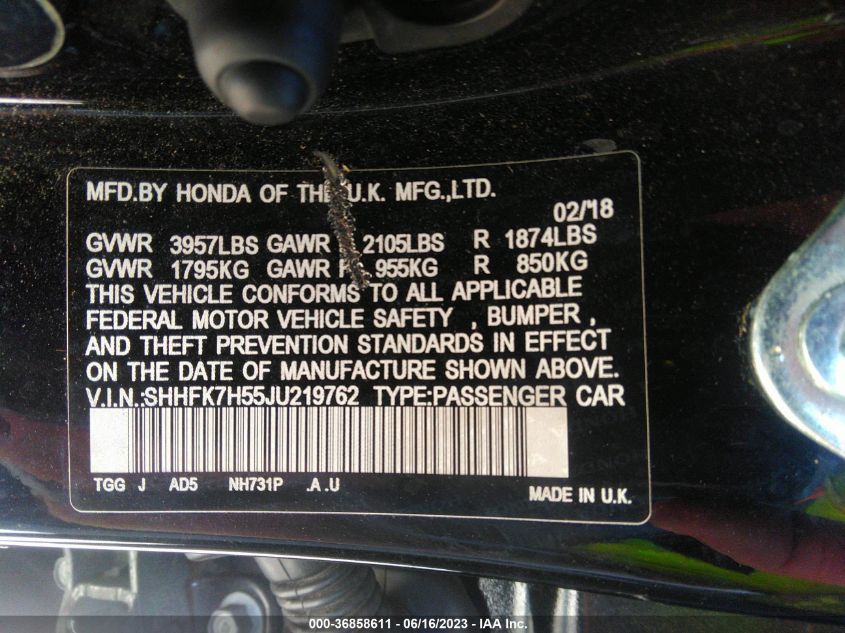 MFD.BY HONDA OF THE U.K. MFG.,LTD.
02/'18
GVWR 3957LBS GAWR 2105LBS R 1874LBS
GVWR 1795KG GAWR F 955KG R 850KG
THIS VEHICLE CONFORMS TO ALL APPLICABLE
FEDERAL MOTOR VEHICLE SAFETY , BUMPER ,
AND THEFT PREVENTION STANDARDS IN EFFECT
ON THE DATE OF MANUFACTURE SHOWN ABOVE.
V.I.N.:SHHFK7H55JU219762 TYPE:PASSENGER CAR
TGG J AD5 NH731P .A .U
MADE IN U.K.
000-36858611 - 06/16/2023 - IAA Inc.